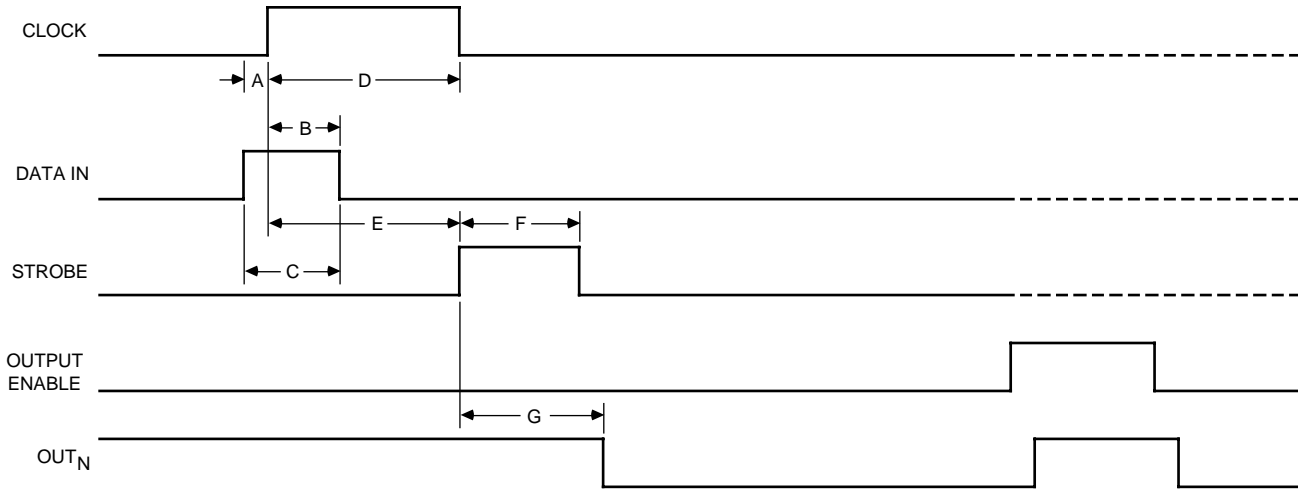 CLOCK
A
D
B
DATA IN
E
F
C
STROBE
OUTPUT
ENABLE
G
OUTN